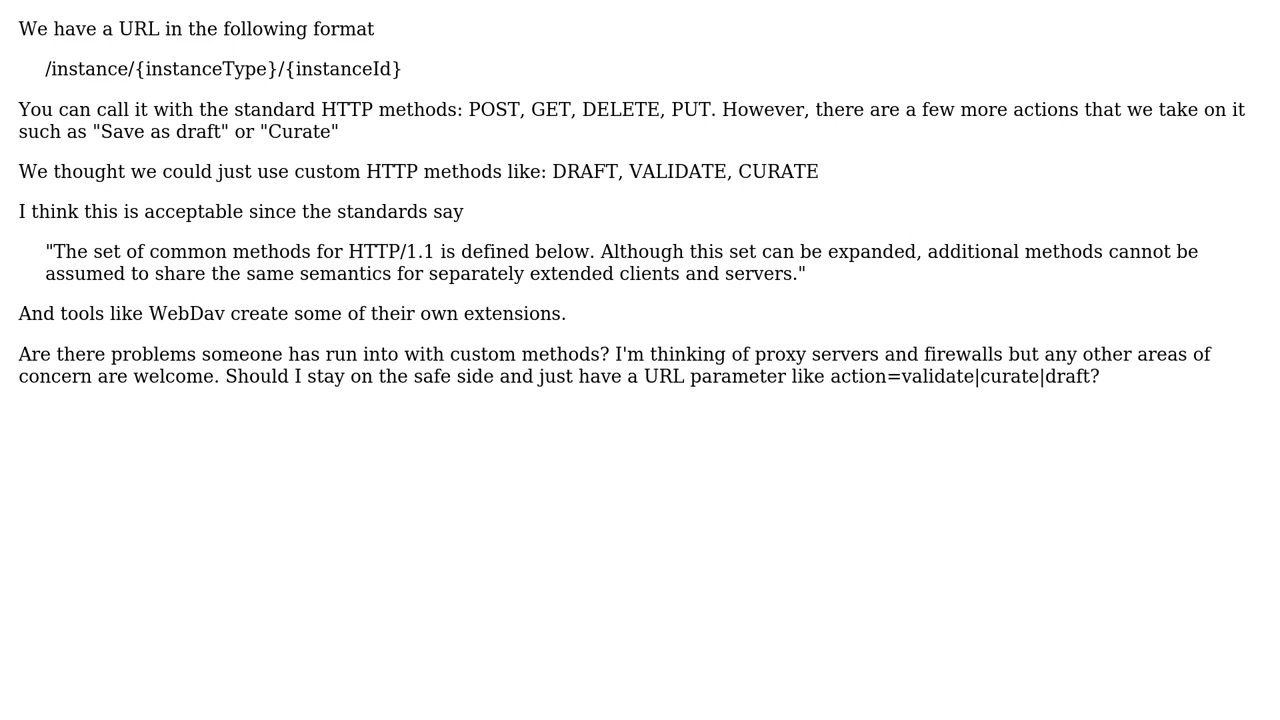 We have a URL in the following format
/instance/{instanceType}/{instanceId}
You can call it with the standard HTTP methods: POST, GET, DELETE, PUT. However, there are a few more actions that we take on it
such as "Save as draft" or "Curate"
We thought we could just use custom HTTP methods like: DRAFT, VALIDATE, CURATE
I think this is acceptable since the standards say
"The set of common methods for HTTP/1.1 is defined below. Although this set can be expanded, additional methods cannot be
assumed to share the same semantics for separately extended clients and servers."
And tools like WebDav create some of their own extensions.
Are there problems someone has run into with custom methods? I'm thinking of proxy servers and firewalls but any other areas of
concern are welcome. Should I stay on the safe side and just have a URL parameter like action=validate|curate|draft?